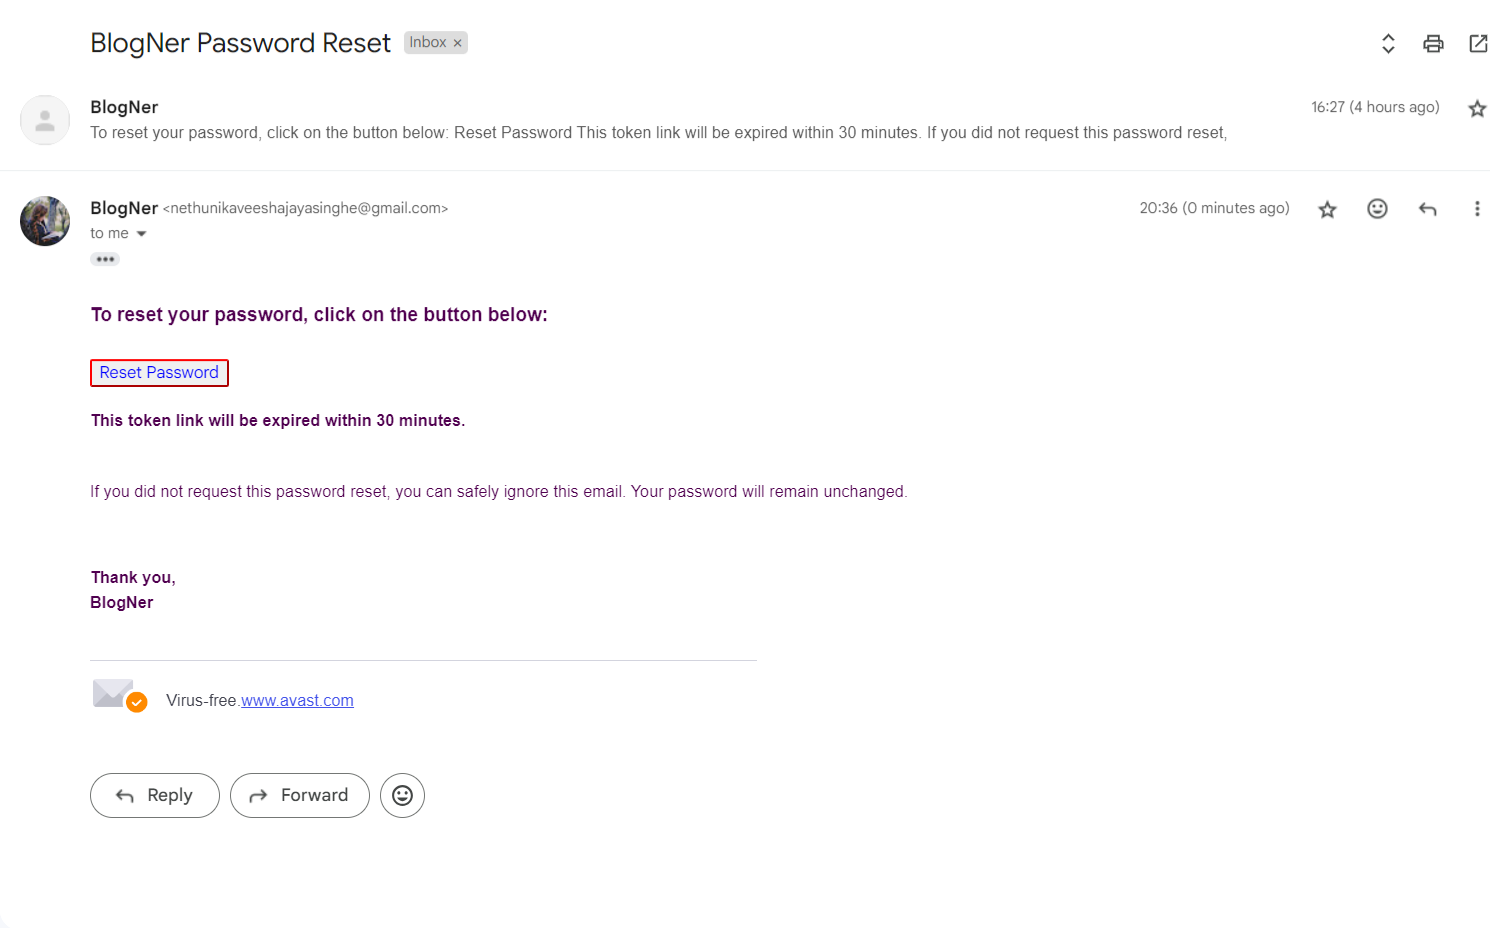 BlogNer Password Reset Inbox ×
BlogNer 16:27 (4 hours ago)
To reset your password, click on the button below: Reset Password This token link will be expired within 30 minutes. If you did not request this password reset,
BlogNer <nethunikaveeshajayasinghe@gmail.com> 20:36 (0 minutes ago)
to me
To reset your password, click on the button below:
Reset Password
This token link will be expired within 30 minutes.
If you did not request this password reset, you can safely ignore this email. Your password will remain unchanged.
Thank you,
BlogNer
Virus-free.www.avast.com
Reply Forward